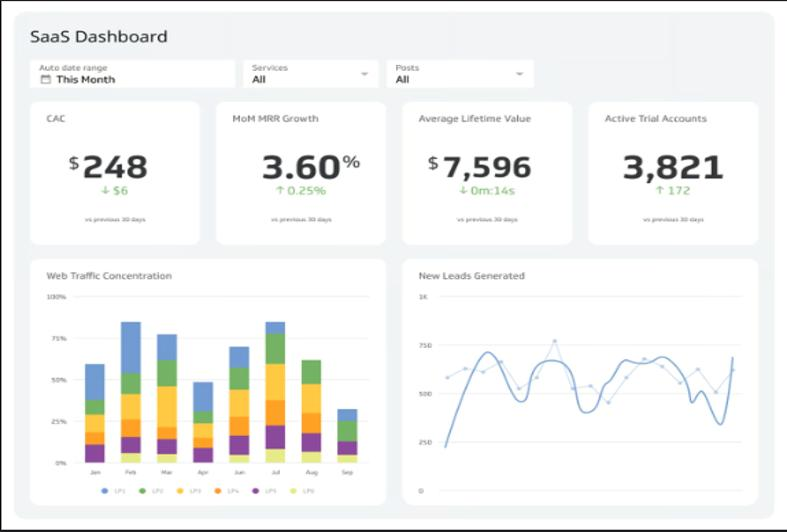 SaaS Dashboard
Auto date range
This Month
Services
All
Posts
All
CAC
$248
↓ $6
vs previous 30 days
MoM MRR Growth
3.60%
↑ 0.25%
vs previous 30 days
Average Lifetime Value
$7,596
↓ 0m:14s
vs previous 30 days
Active Trial Accounts
3,821
↑ 172
vs previous 30 days
Web Traffic Concentration
100%
75%
50%
25%
0%
Jan Feb Mar Apr Jun Jul Aug Sep
LP1 LP2 LP3 LP4 LP5 LP6
New Leads Generated
1K
750
500
250
0